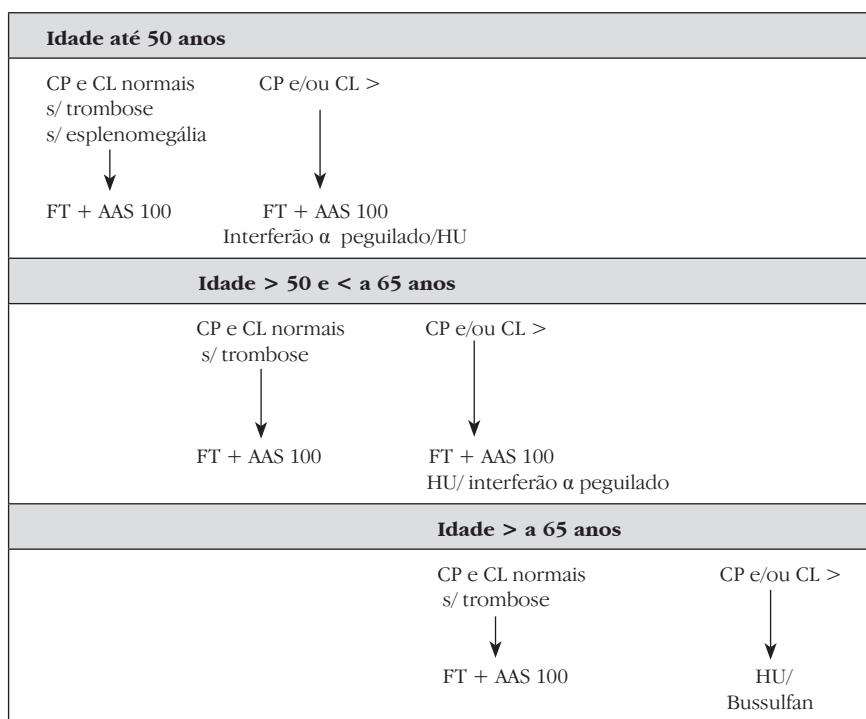 Idade até 50 anos
CP e CL normais
s/ trombose
s/ esplenomegália
CP e/ou CL >
FT + AAS 100
FT + AAS 100
Interferão α peguilado/HU
Idade > 50 e < a 65 anos
CP e CL normais
s/ trombose
CP e/ou CL >
FT + AAS 100
FT + AAS 100
HU/ interferão α peguilado
Idade > a 65 anos
CP e CL normais
s/ trombose
CP e/ou CL >
FT + AAS 100
HU/
Bussulfan